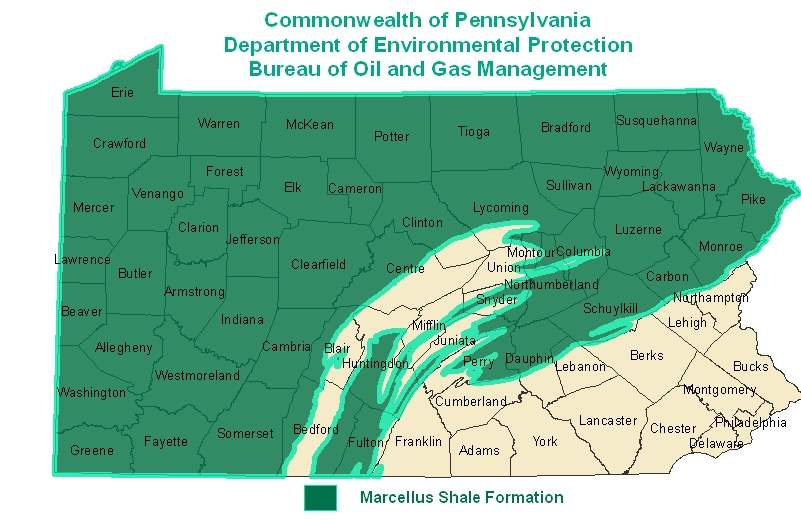 Commonwealth of Pennsylvania
Department of Environmental Protection
Bureau of Oil and Gas Management
Erie
Crawford
Warren
McKean
Potter
Tioga
Bradford
Susquehanna
Wayne
Forest
Elk
Cameron
Sullivan
Wyoming
Lackawanna
Pike
Mercer
Venango
Clarion
Jefferson
Clinton
Lycoming
Luzerne
Monroe
Lawrence
Butler
Armstrong
Clearfield
Centre
Union
Montour
Columbia
Carbon
Northampton
Beaver
Indiana
Snyder
Northumberland
Schuylkill
Lehigh
Allegheny
Cambria
Blair
Huntingdon
Mifflin
Juniata
Perry
Dauphin
Lebanon
Berks
Bucks
Washington
Westmoreland
Cumberland
Montgomery
Greene
Fayette
Somerset
Bedford
Fulton
Franklin
Adams
York
Lancaster
Chester
Delaware
Philadelphia
Marcellus Shale Formation